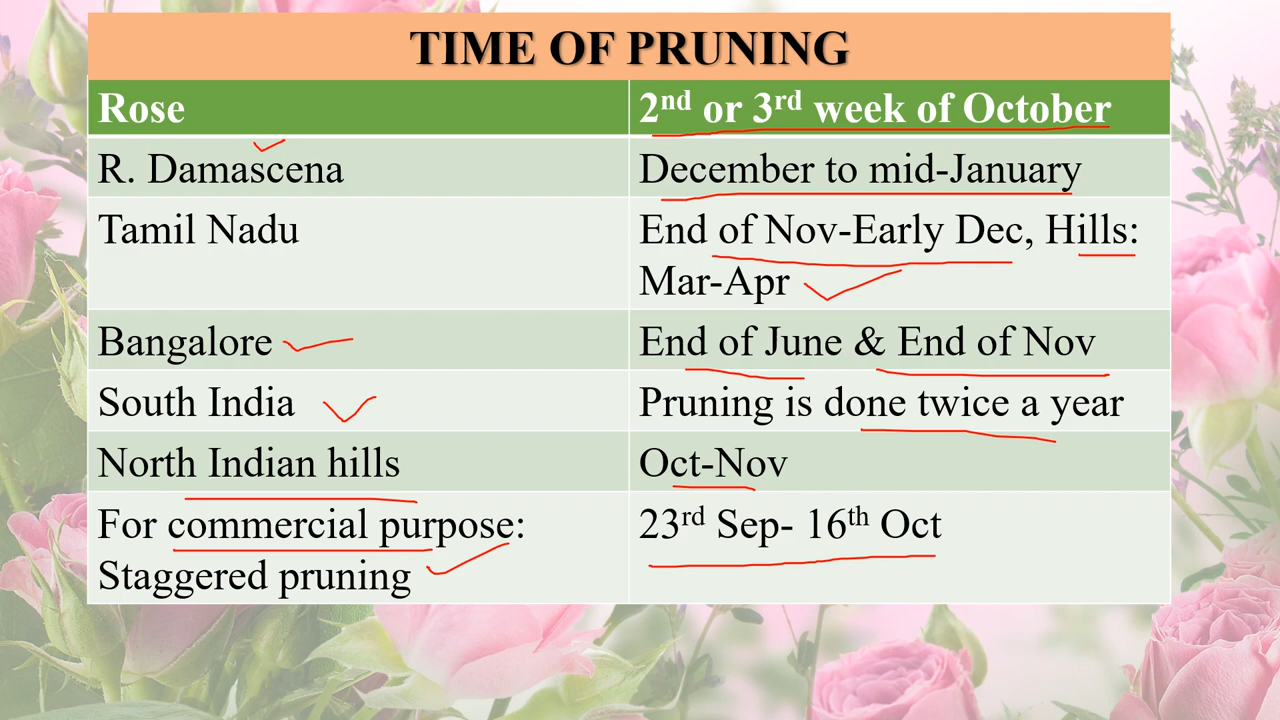 TIME OF PRUNING
Rose
2nd or 3rd week of October
R. Damascena
December to mid-January
Tamil Nadu
End of Nov-Early Dec, Hills:
Mar-Apr
Bangalore
End of June & End of Nov
South India
Pruning is done twice a year
North Indian hills
Oct-Nov
For commercial purpose:
Staggered pruning
23rd Sep- 16th Oct